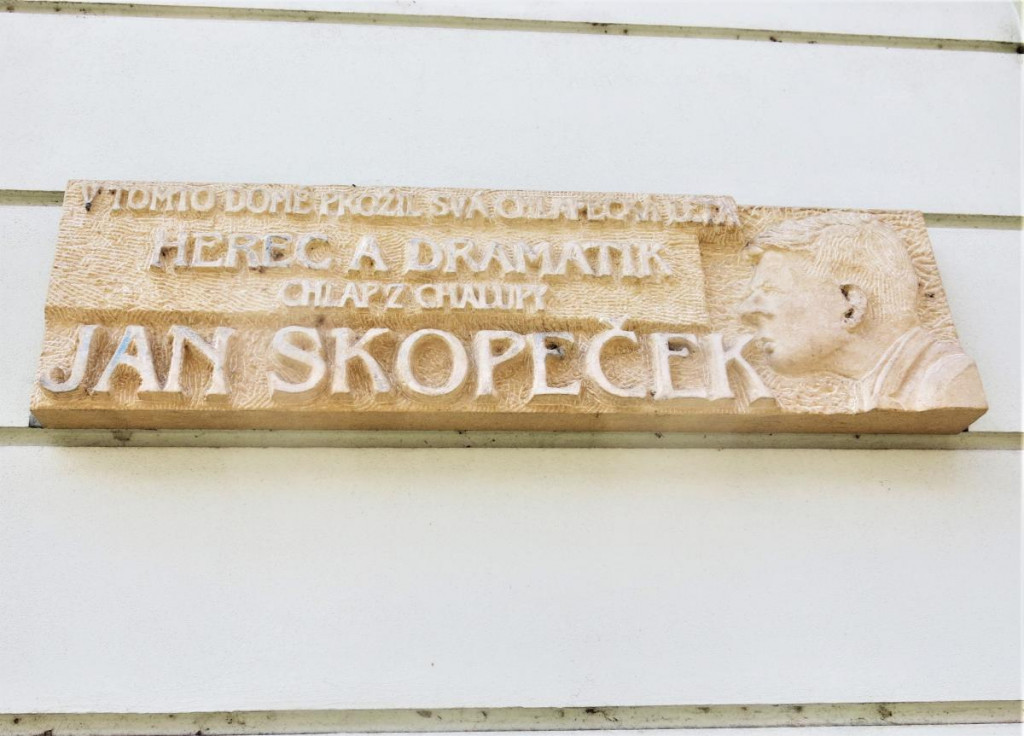 V TOMTO DOMĚ PROŽIL SVÁ CHLAPECKÁ LÉTA
HEREC A DRAMATIK
CHLAP Z CHALUPY
JAN SKOPEČEK